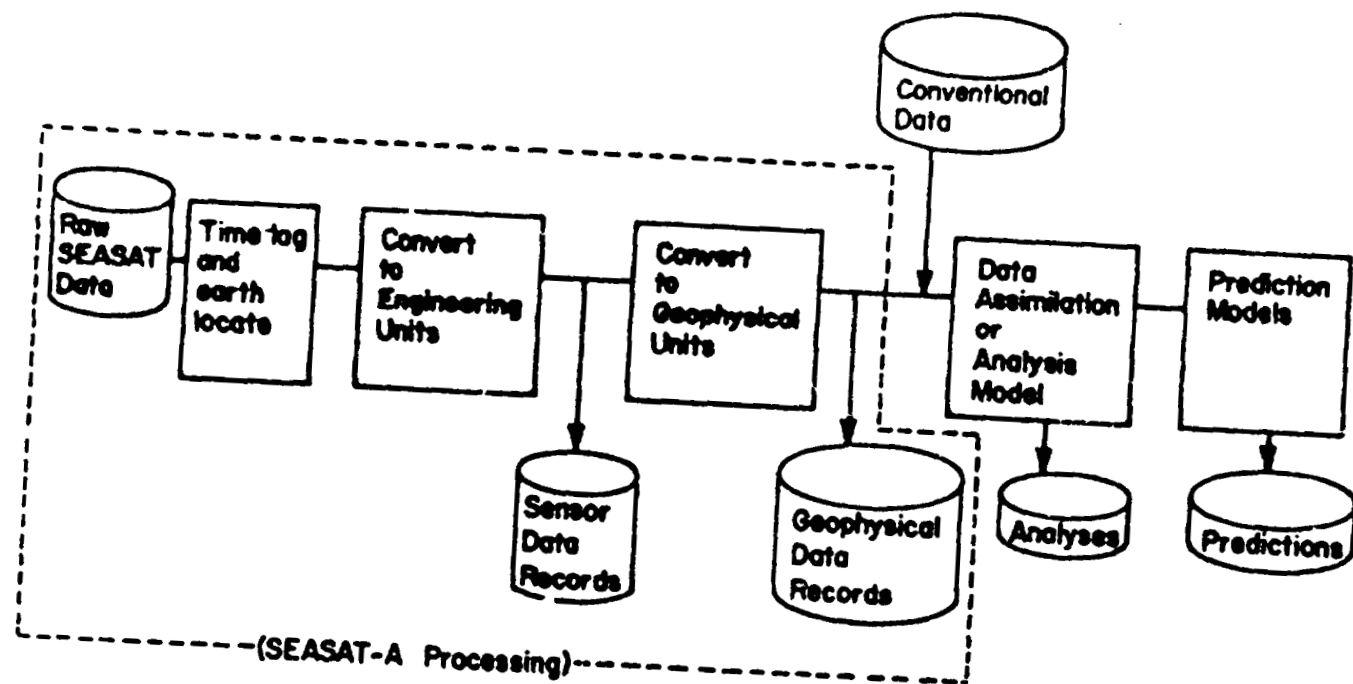 Conventional
Data
Raw
SEASAT
Data
Time tag
and
earth
locate
Convert
to
Engineering
Units
Convert
to
Geophysical
Units
Data
Assimilation
or
Analysis
Model
Prediction
Models
Sensor
Data
Records
Geophysical
Data
Records
Analyses
Predictions
(SEASAT-A Processing)